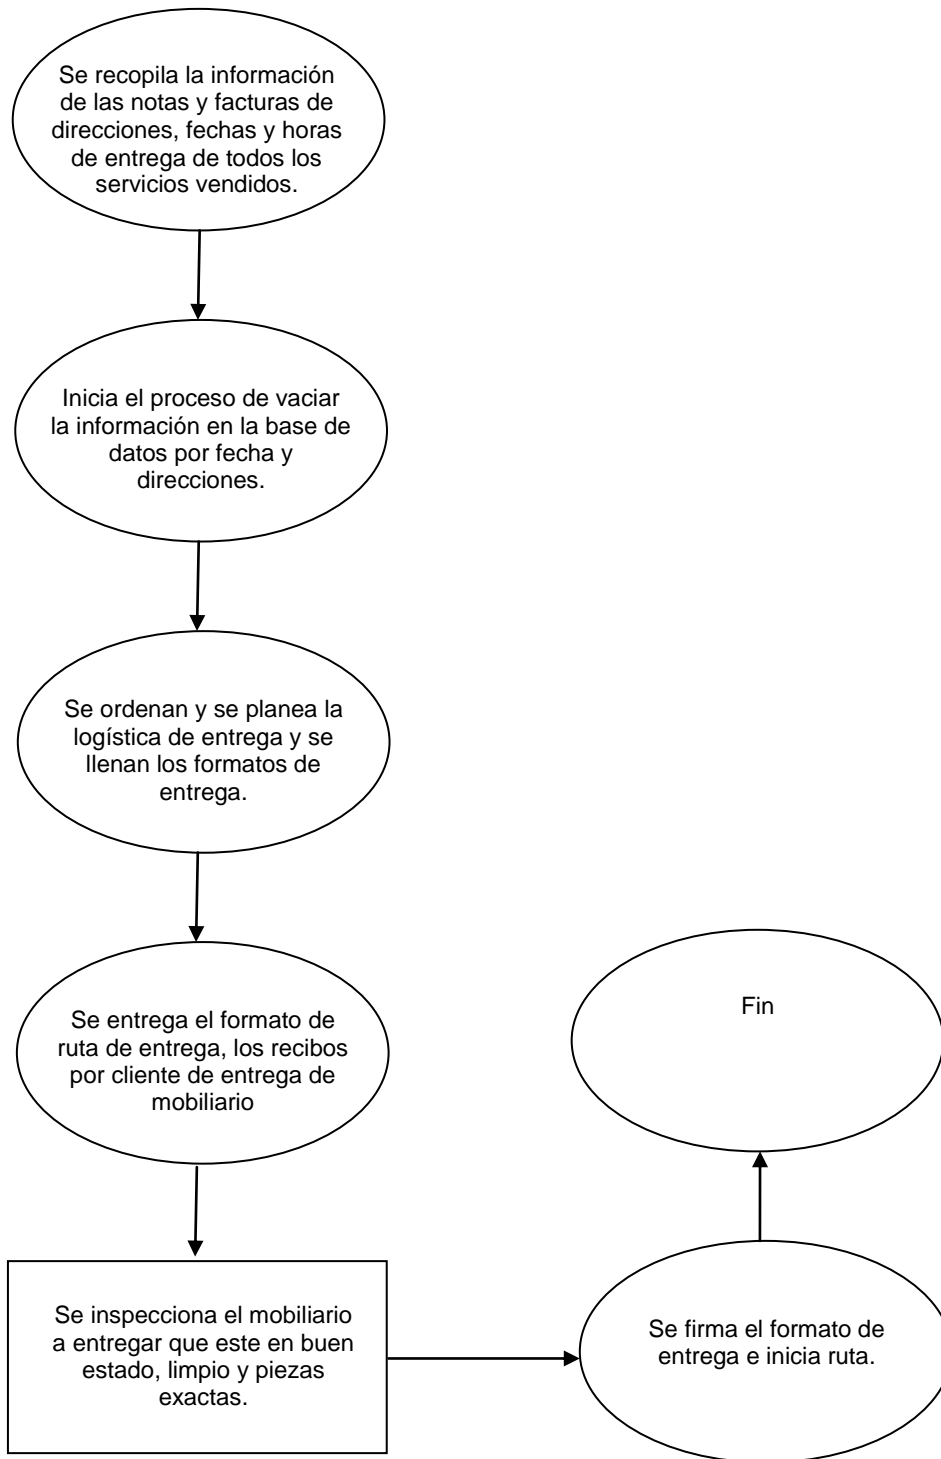 Se recopila la información
de las notas y facturas de
direcciones, fechas y horas
de entrega de todos los
servicios vendidos.
Inicia el proceso de vaciar
la información en la base de
datos por fecha y
direcciones.
Se ordenan y se planea la
logística de entrega y se
llenan los formatos de
entrega.
Se entrega el formato de
ruta de entrega, los recibos
por cliente de entrega de
mobiliario
Se inspecciona el mobiliario
a entregar que este en buen
estado, limpio y piezas
exactas.
Se firma el formato de
entrega e inicia ruta.
Fin